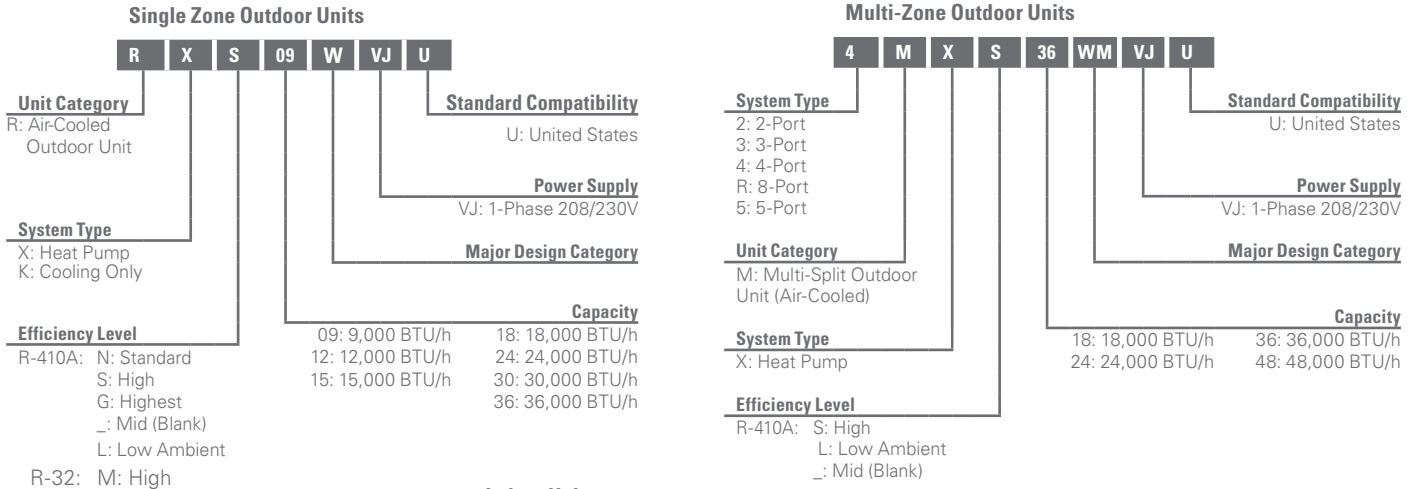 Single Zone Outdoor Units
R X S 09 W VJ U
Unit Category
R: Air-Cooled
Outdoor Unit
System Type
X: Heat Pump
K: Cooling Only
Efficiency Level
R-410A: N: Standard
S: High
G: Highest
_: Mid (Blank)
L: Low Ambient
R-32: M: High
Standard Compatibility
U: United States
Power Supply
VJ: 1-Phase 208/230V
Major Design Category
Capacity
09: 9,000 BTU/h 18: 18,000 BTU/h
12: 12,000 BTU/h 24: 24,000 BTU/h
15: 15,000 BTU/h 30: 30,000 BTU/h
36: 36,000 BTU/h
Multi-Zone Outdoor Units
4 M X S 36 WM VJ U
System Type
2: 2-Port
3: 3-Port
4: 4-Port
R: 8-Port
5: 5-Port
Unit Category
M: Multi-Split Outdoor
Unit (Air-Cooled)
System Type
X: Heat Pump
Efficiency Level
R-410A: S: High
L: Low Ambient
_: Mid (Blank)
Standard Compatibility
U: United States
Power Supply
VJ: 1-Phase 208/230V
Major Design Category
Capacity
18: 18,000 BTU/h 36: 36,000 BTU/h
24: 24,000 BTU/h 48: 48,000 BTU/h